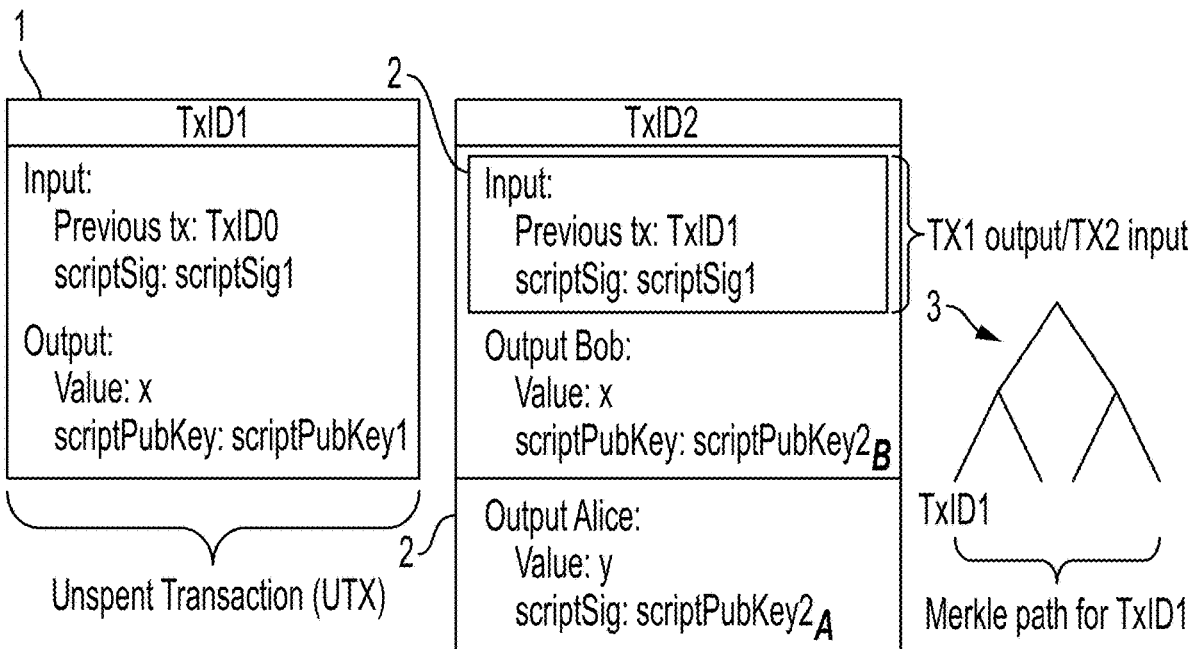 1
TxID1
Input:
Previous tx: TxID0
scriptSig: scriptSig1
Output:
Value: x
scriptPubKey: scriptPubKey1
Unspent Transaction (UTX)
2
TxID2
Input:
Previous tx: TxID1
scriptSig: scriptSig1
TX1 output/TX2 input
Output Bob:
Value: x
scriptPubKey: scriptPubKey2B
2
Output Alice:
Value: y
scriptSig: scriptPubKey2A
3
TxID1
Merkle path for TxID1